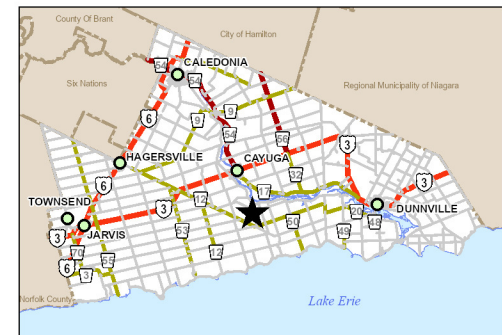 County Of Brant
City of Hamilton
Six Nations
Regional Municipality of Niagara
CALEDONIA
54
54
6
9
9
54
56
3
HAGERSVILLE
CAYUGA
32
3
6
17
12
3
TOWNSEND
DUNNVILLE
20
48
50
3
JARVIS
53
49
70
55
12
6
3
Norfolk County
Lake Erie